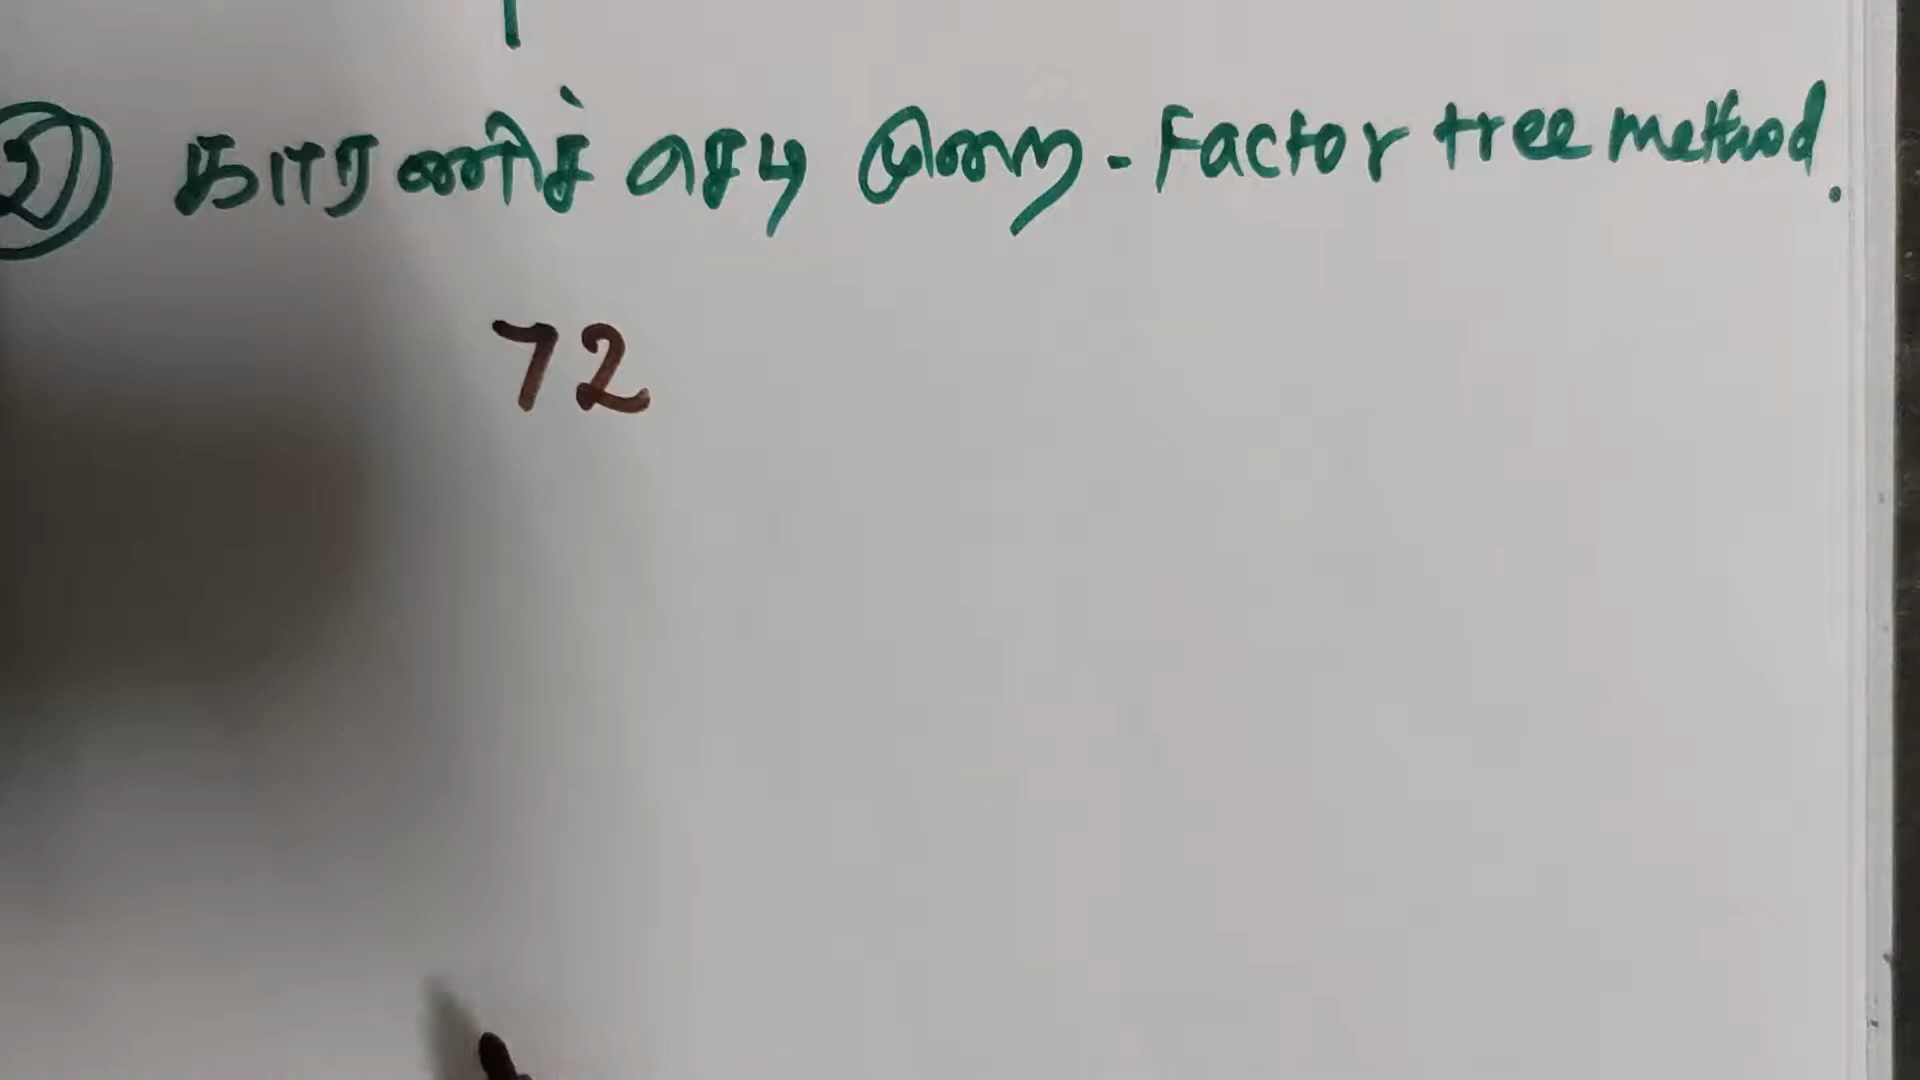 2) காரணிச் செடி முறை - Factor tree method.
72